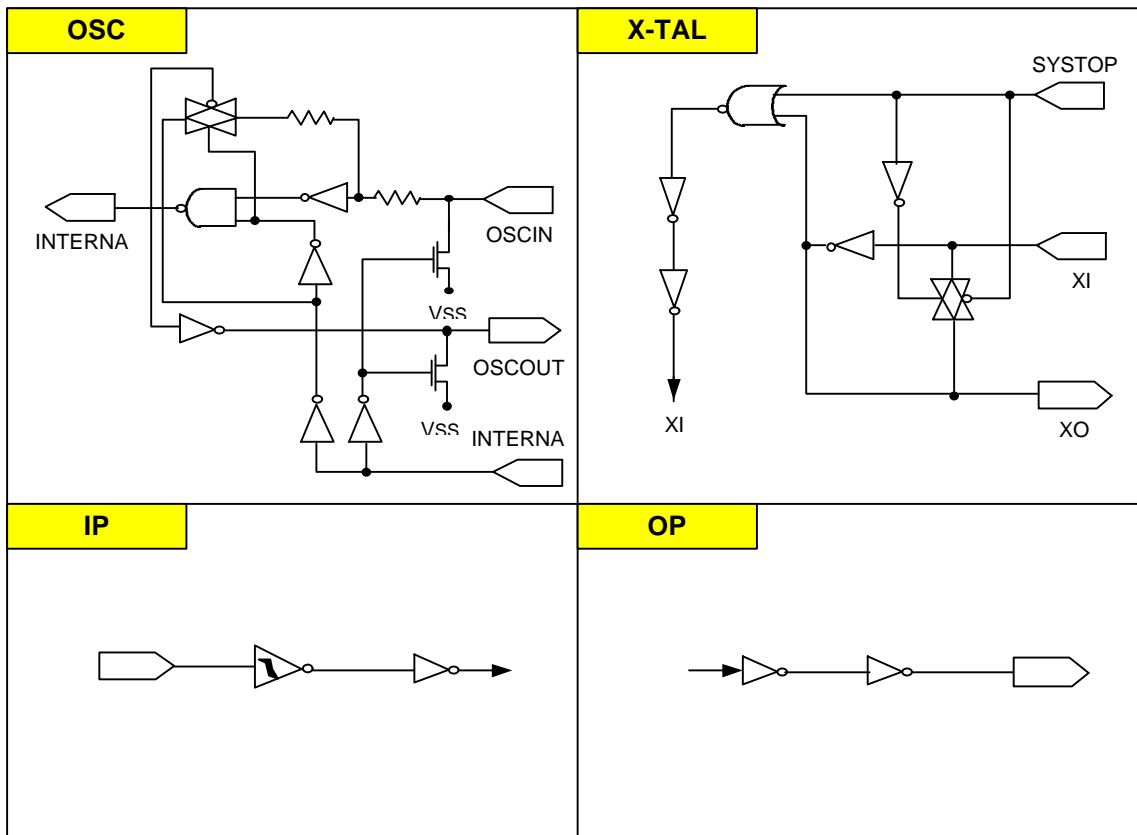 OSC
X-TAL
SYSTOP
INTERNA
OSCIN
XI
VSS
OSCOUT
VSS
INTERNA
XI
XO
IP
OP